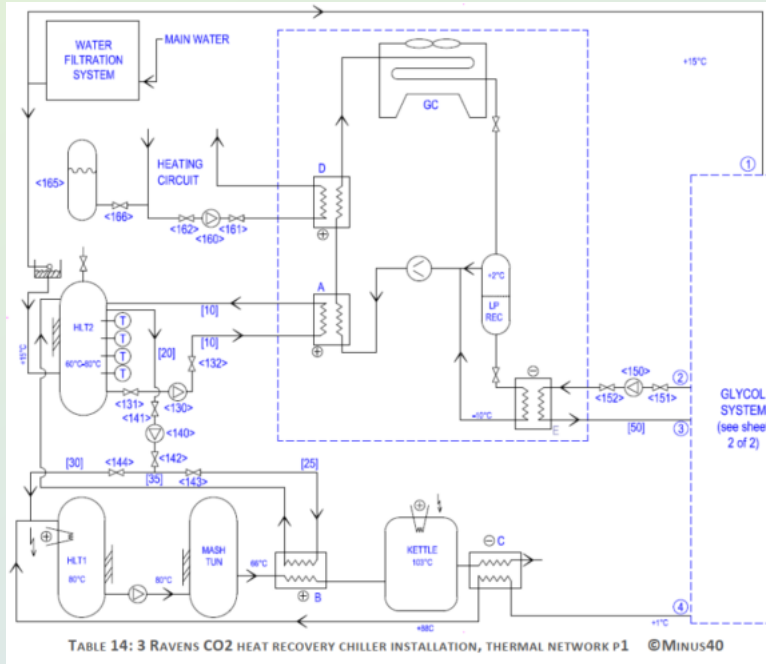 WATER
FILTRATION
SYSTEM
MAIN WATER
+15°C
GC
1
<165>
HEATING
CIRCUIT
D
<166>
<162>
<161>
<160>
+2°C
LP
REC
A
HLT2
60°C-80°C
T
T
T
T
[10]
[20]
[10]
<132>
+15°C
<131>
<130>
<141>
<140>
<150>
2
<152>
<151>
-10°C
E
[50]
3
GLYCOL
SYSTEM
(see sheet
2 of 2)
[30]
<144>
<142>
[35]
<143>
[25]
HLT1
80°C
80°C
MASH
TUN
66°C
B
KETTLE
103°C
C
4
+1°C
TABLE 14: 3 RAVENS CO2 HEAT RECOVERY CHILLER INSTALLATION, THERMAL NETWORK P1 ©MINUS40